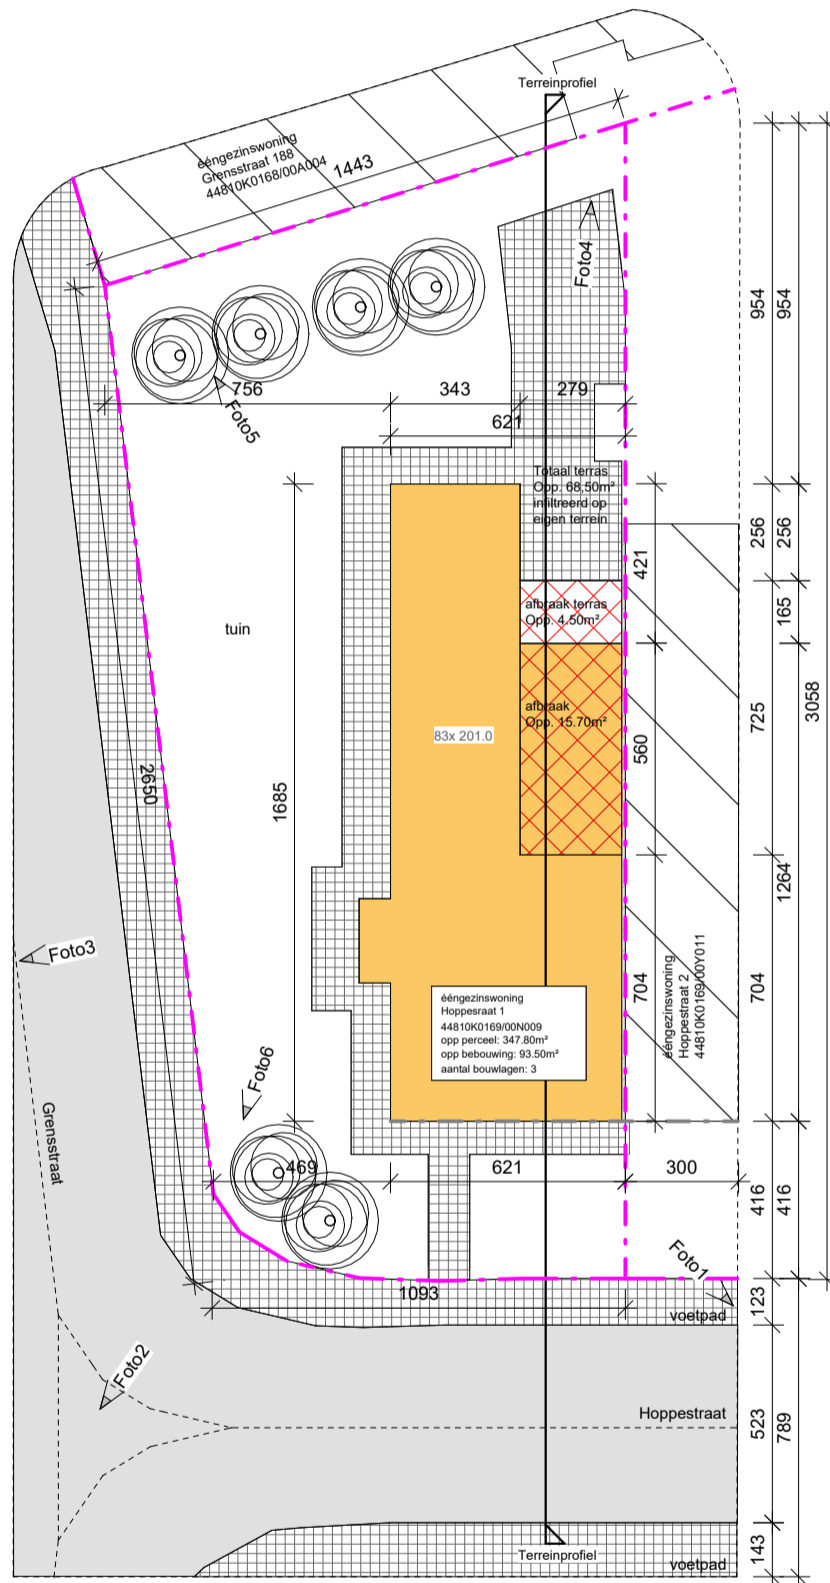 Terreinprofiel
ééngezinswoning
Grensstraat 188
44810K0168/00A004
1443
Foto4
954
954
756
343
279
Foto5
621
Totaal terras
Opp. 68,50m²
infiltreerd op
eigen terrein
256
256
421
afbraak terras
Opp. 4.50m²
165
tuin
3058
afbraak
Opp. 15.70m²
83x 201.0
725
560
2650
1685
1264
Foto3
704
704
ééngezinswoning
Hoppestraat 2
44810K0169/00Y011
ééngezinswoning
Hoppesraat 1
44810K0169/00N009
opp perceel: 347.80m²
opp bebouwing: 93.50m²
aantal bouwlagen: 3
Foto6
Grensstraat
469
621
300
416
416
Foto1
1093
123
voetpad
Foto2
Hoppestraat
523
789
Terreinprofiel
voetpad
143